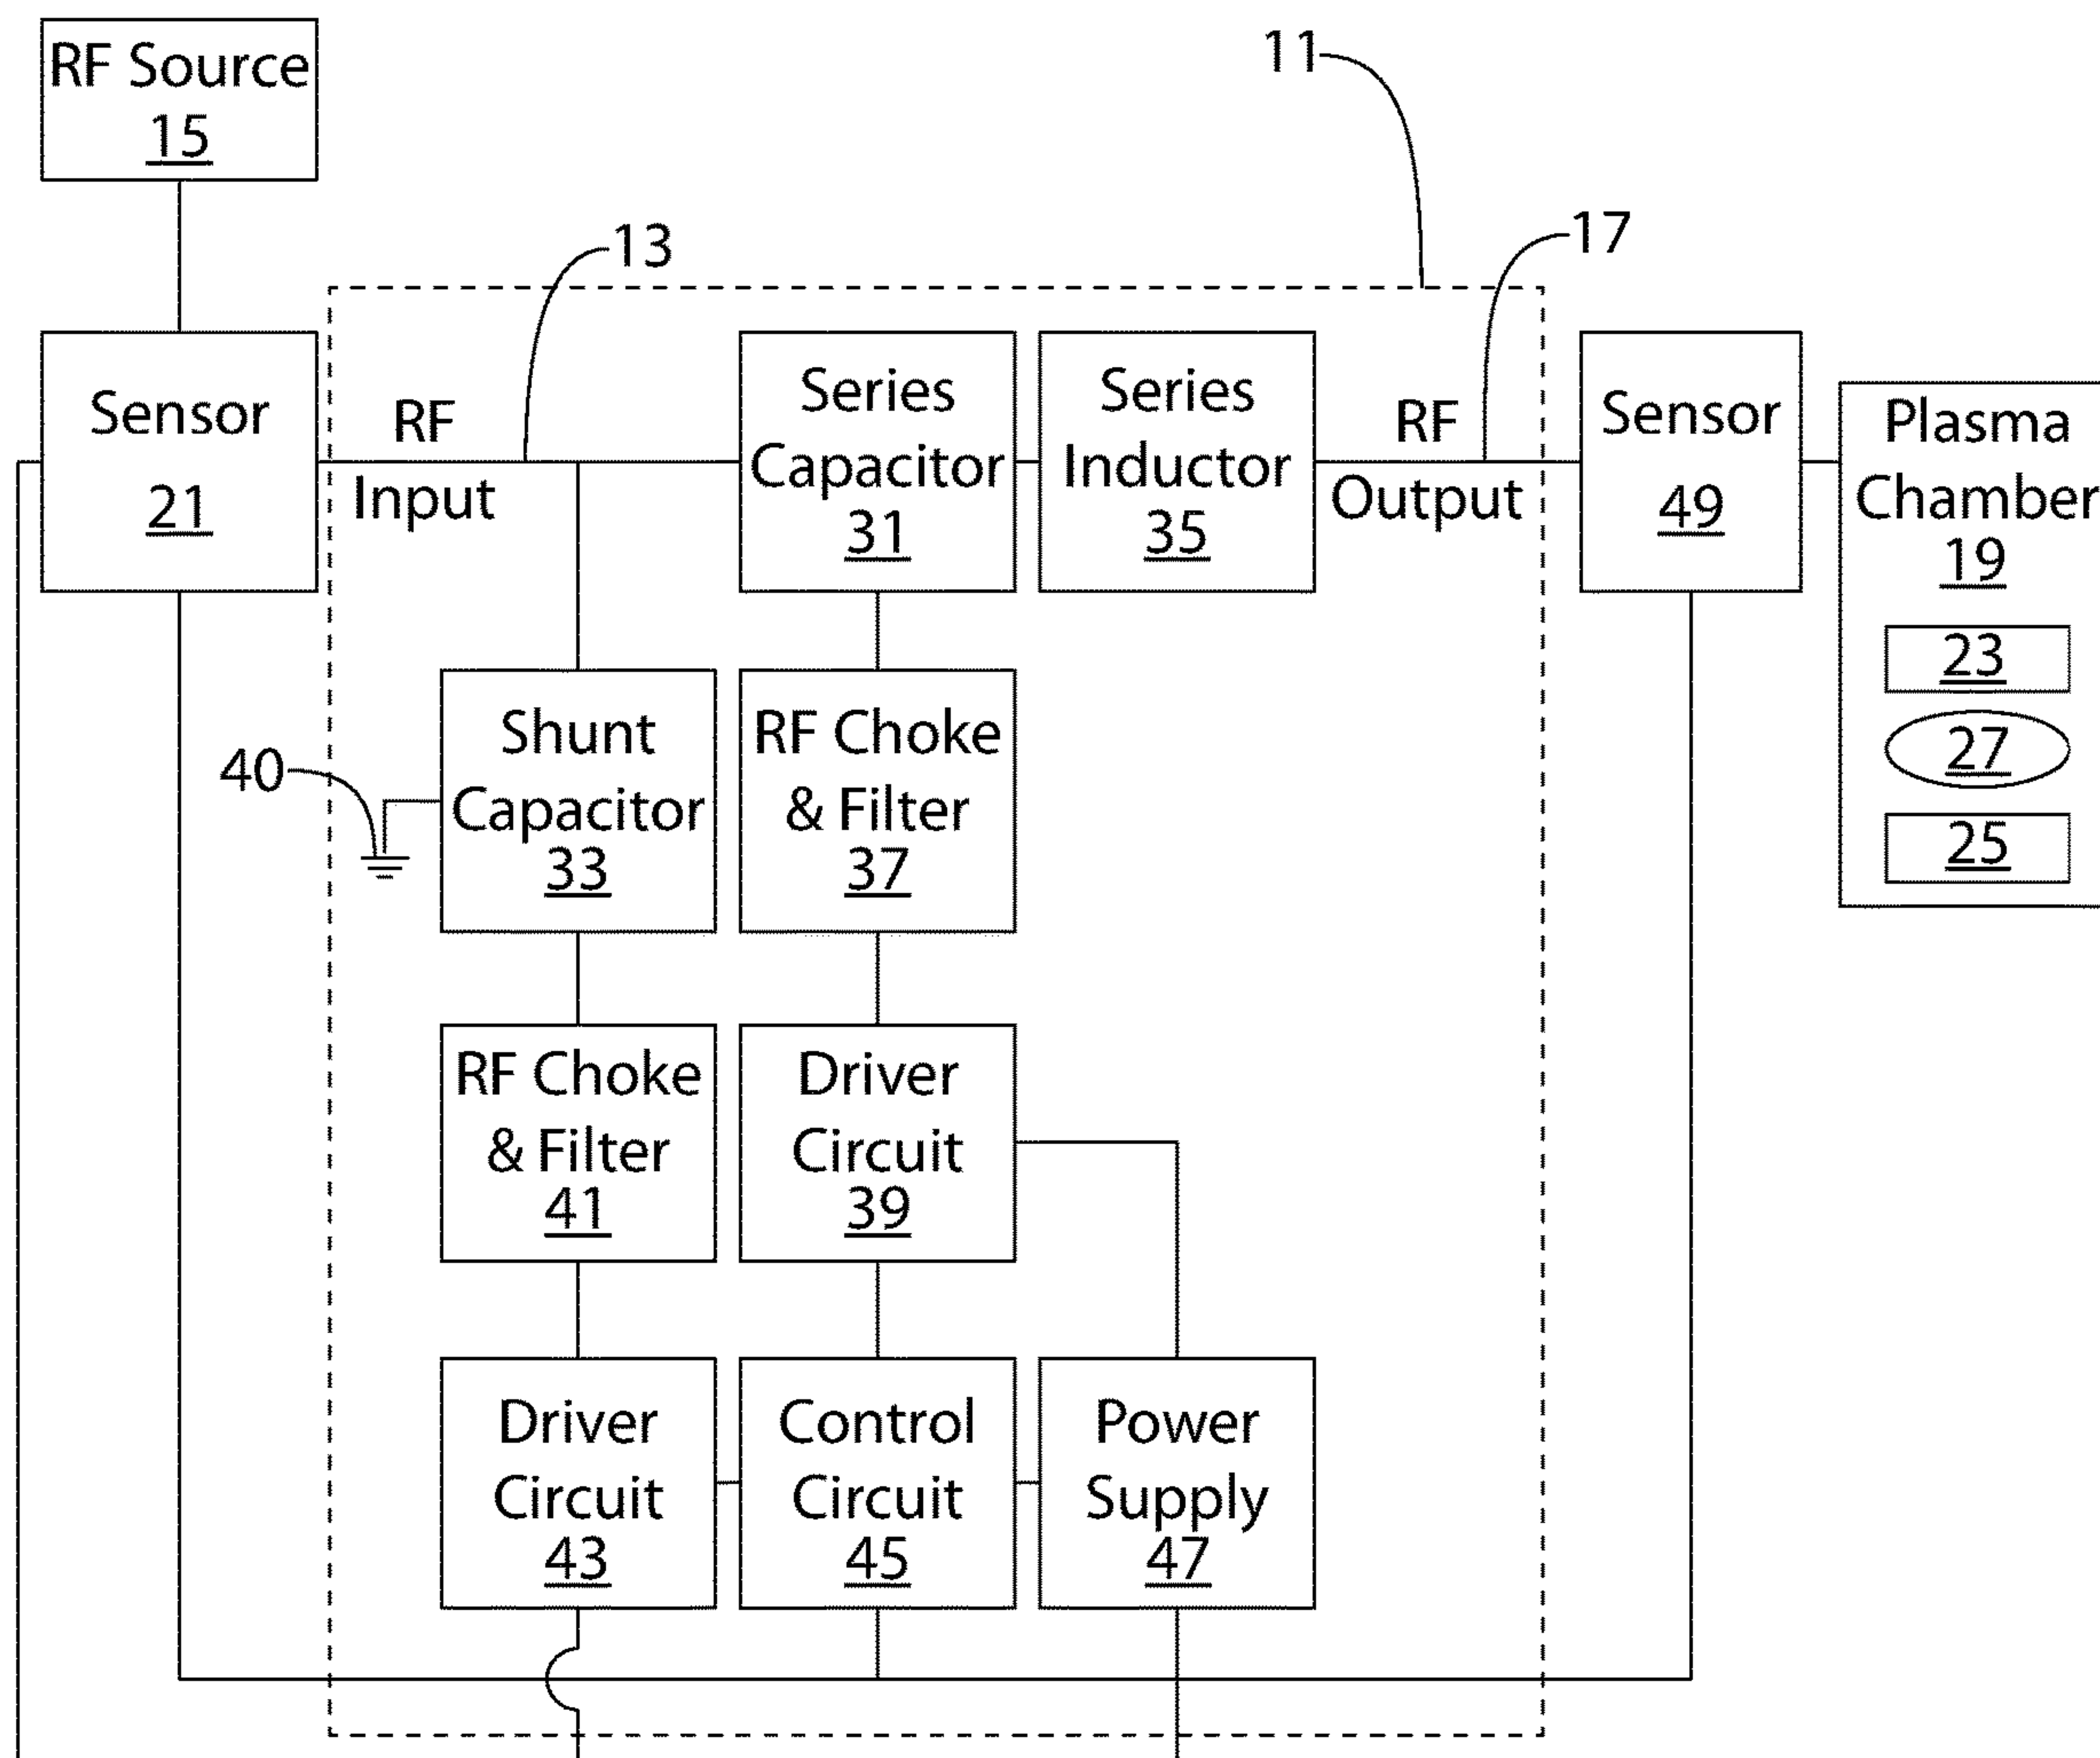 RF Source
15
11
13
17
Sensor
21
RF
Input
Series
Capacitor
31
Series
Inductor
35
RF
Output
Sensor
49
Plasma
Chamber
19
23
27
25
40
Shunt
Capacitor
33
RF Choke
& Filter
37
RF Choke
& Filter
41
Driver
Circuit
39
Driver
Circuit
43
Control
Circuit
45
Power
Supply
47